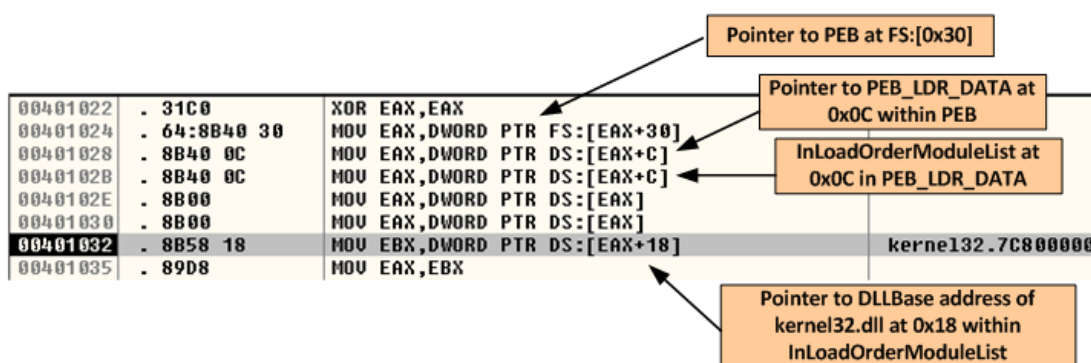 Pointer to PEB at FS:[0x30]
Pointer to PEB_LDR_DATA at
0x0C within PEB
InLoadOrderModuleList at
0x0C in PEB_LDR_DATA
00401022 . 31C0 XOR EAX,EAX
00401024 . 64:8B40 30 MOV EAX,DWORD PTR FS:[EAX+30]
00401028 . 8B40 0C MOV EAX,DWORD PTR DS:[EAX+C]
0040102B . 8B40 0C MOV EAX,DWORD PTR DS:[EAX+C]
0040102E . 8B00 MOV EAX,DWORD PTR DS:[EAX]
00401030 . 8B00 MOV EAX,DWORD PTR DS:[EAX]
00401032 . 8B58 18 MOV EBX,DWORD PTR DS:[EAX+18] kernel32.7C800000
00401035 . 89D8 MOV EAX,EBX
Pointer to DLLBase address of
kernel32.dll at 0x18 within
InLoadOrderModuleList